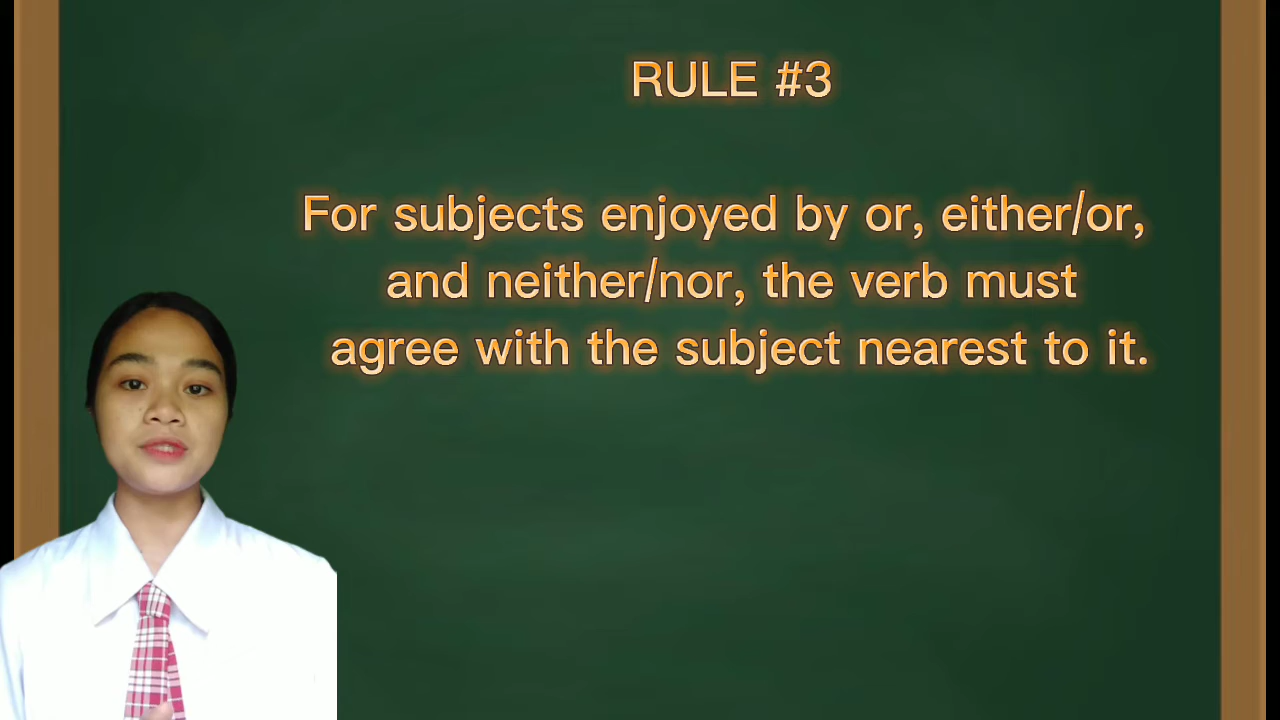 RULE #3
For subjects enjoyed by or, either/or,
and neither/nor, the verb must
agree with the subject nearest to it.